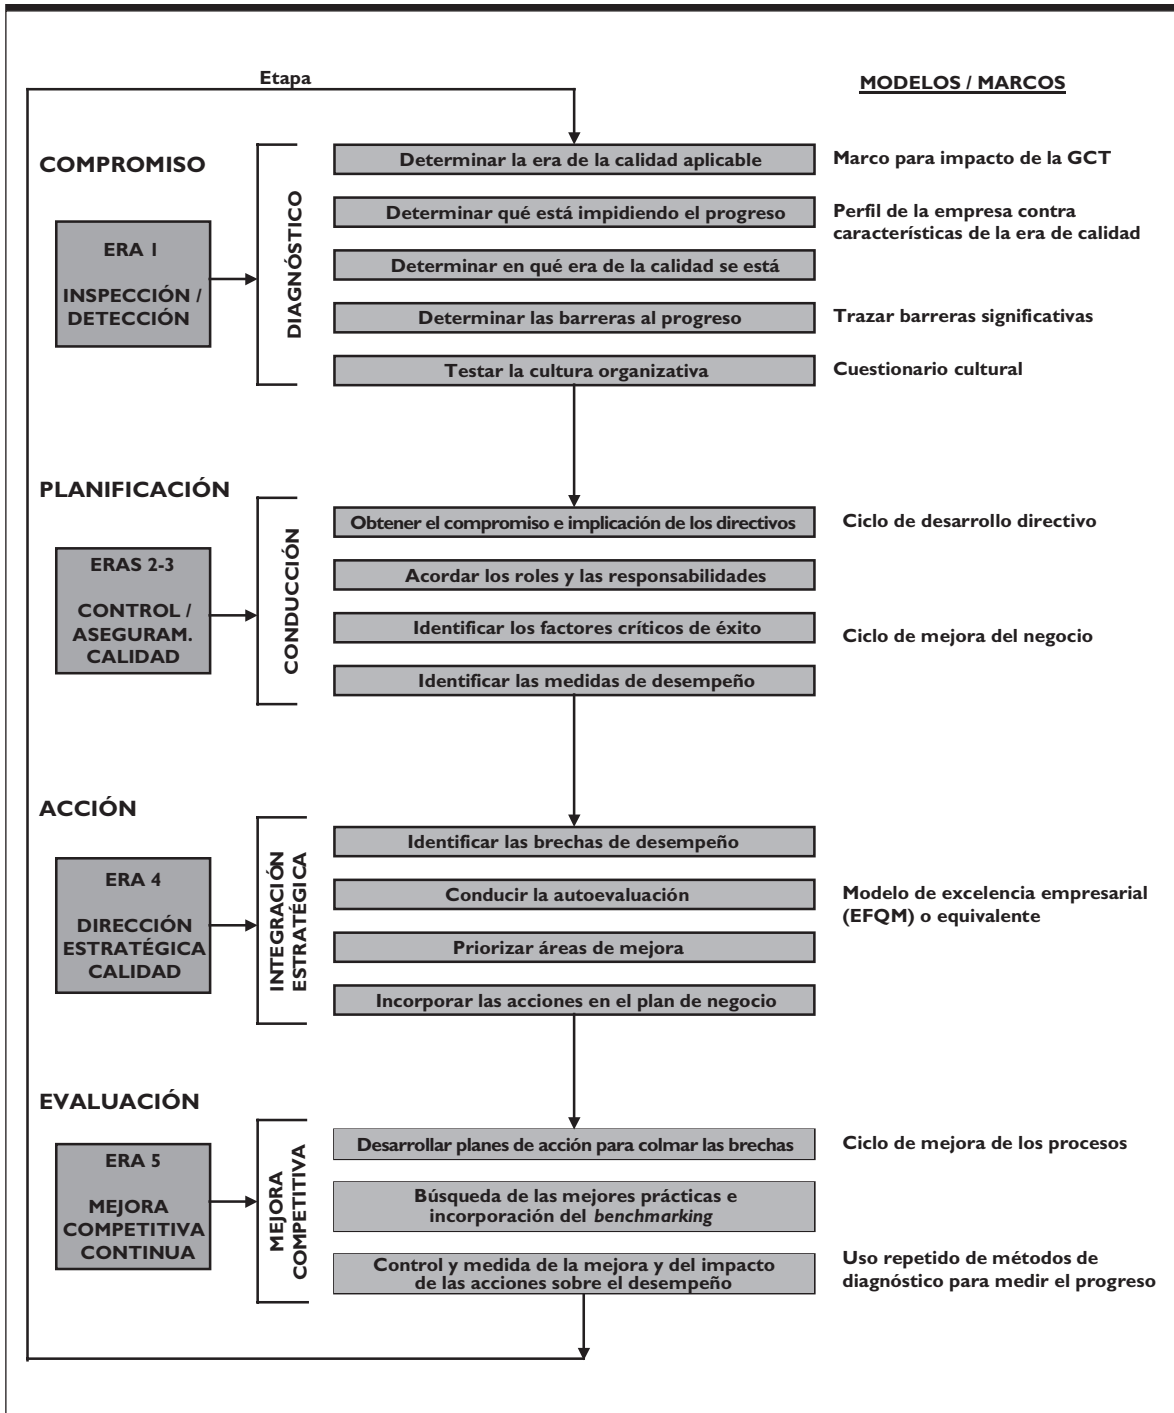 Etapa
MODELOS / MARCOS
COMPROMISO
ERA 1
INSPECCIÓN /
DETECCIÓN
DIAGNÓSTICO
Determinar la era de la calidad aplicable
Marco para impacto de la GCT
Determinar qué está impidiendo el progreso
Perfil de la empresa contra
características de la era de calidad
Determinar en qué era de la calidad se está
Determinar las barreras al progreso
Trazar barreras significativas
Testar la cultura organizativa
Cuestionario cultural
PLANIFICACIÓN
ERAS 2-3
CONTROL /
ASEGURAM.
CALIDAD
CONDUCCIÓN
Obtener el compromiso e implicación de los directivos
Ciclo de desarrollo directivo
Acordar los roles y las responsabilidades
Identificar los factores críticos de éxito
Ciclo de mejora del negocio
Identificar las medidas de desempeño
ACCIÓN
ERA 4
DIRECCIÓN
ESTRATÉGICA
CALIDAD
INTEGRACIÓN
ESTRATÉGICA
Identificar las brechas de desempeño
Conducir la autoevaluación
Modelo de excelencia empresarial
(EFQM) o equivalente
Priorizar áreas de mejora
Incorporar las acciones en el plan de negocio
EVALUACIÓN
ERA 5
MEJORA
COMPETITIVA
CONTINUA
MEJORA
COMPETITIVA
Desarrollar planes de acción para colmar las brechas
Ciclo de mejora de los procesos
Búsqueda de las mejores prácticas e
incorporación del benchmarking
Control y medida de la mejora y del impacto
de las acciones sobre el desempeño
Uso repetido de métodos de
diagnóstico para medir el progreso